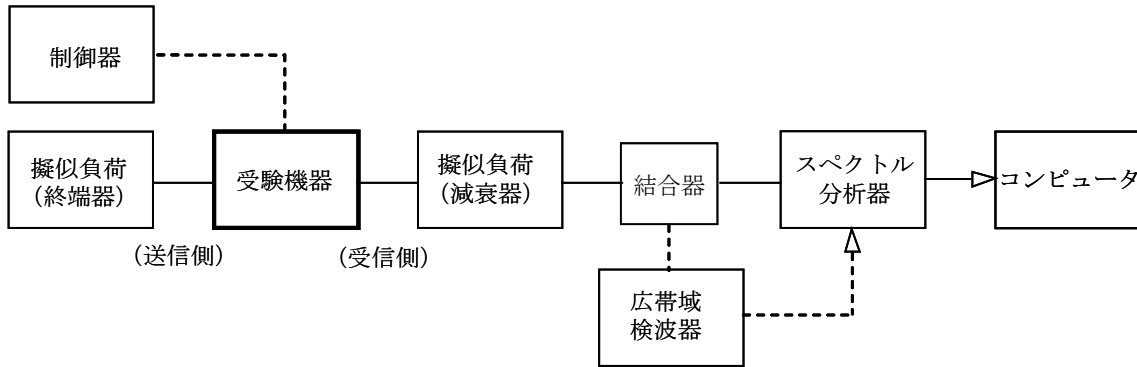 制御器
擬似負荷
（終端器）
受験機器
擬似負荷
（減衰器）
結合器
スペクトル
分析器
コンピュータ
（送信側）
（受信側）
広帯域
検波器